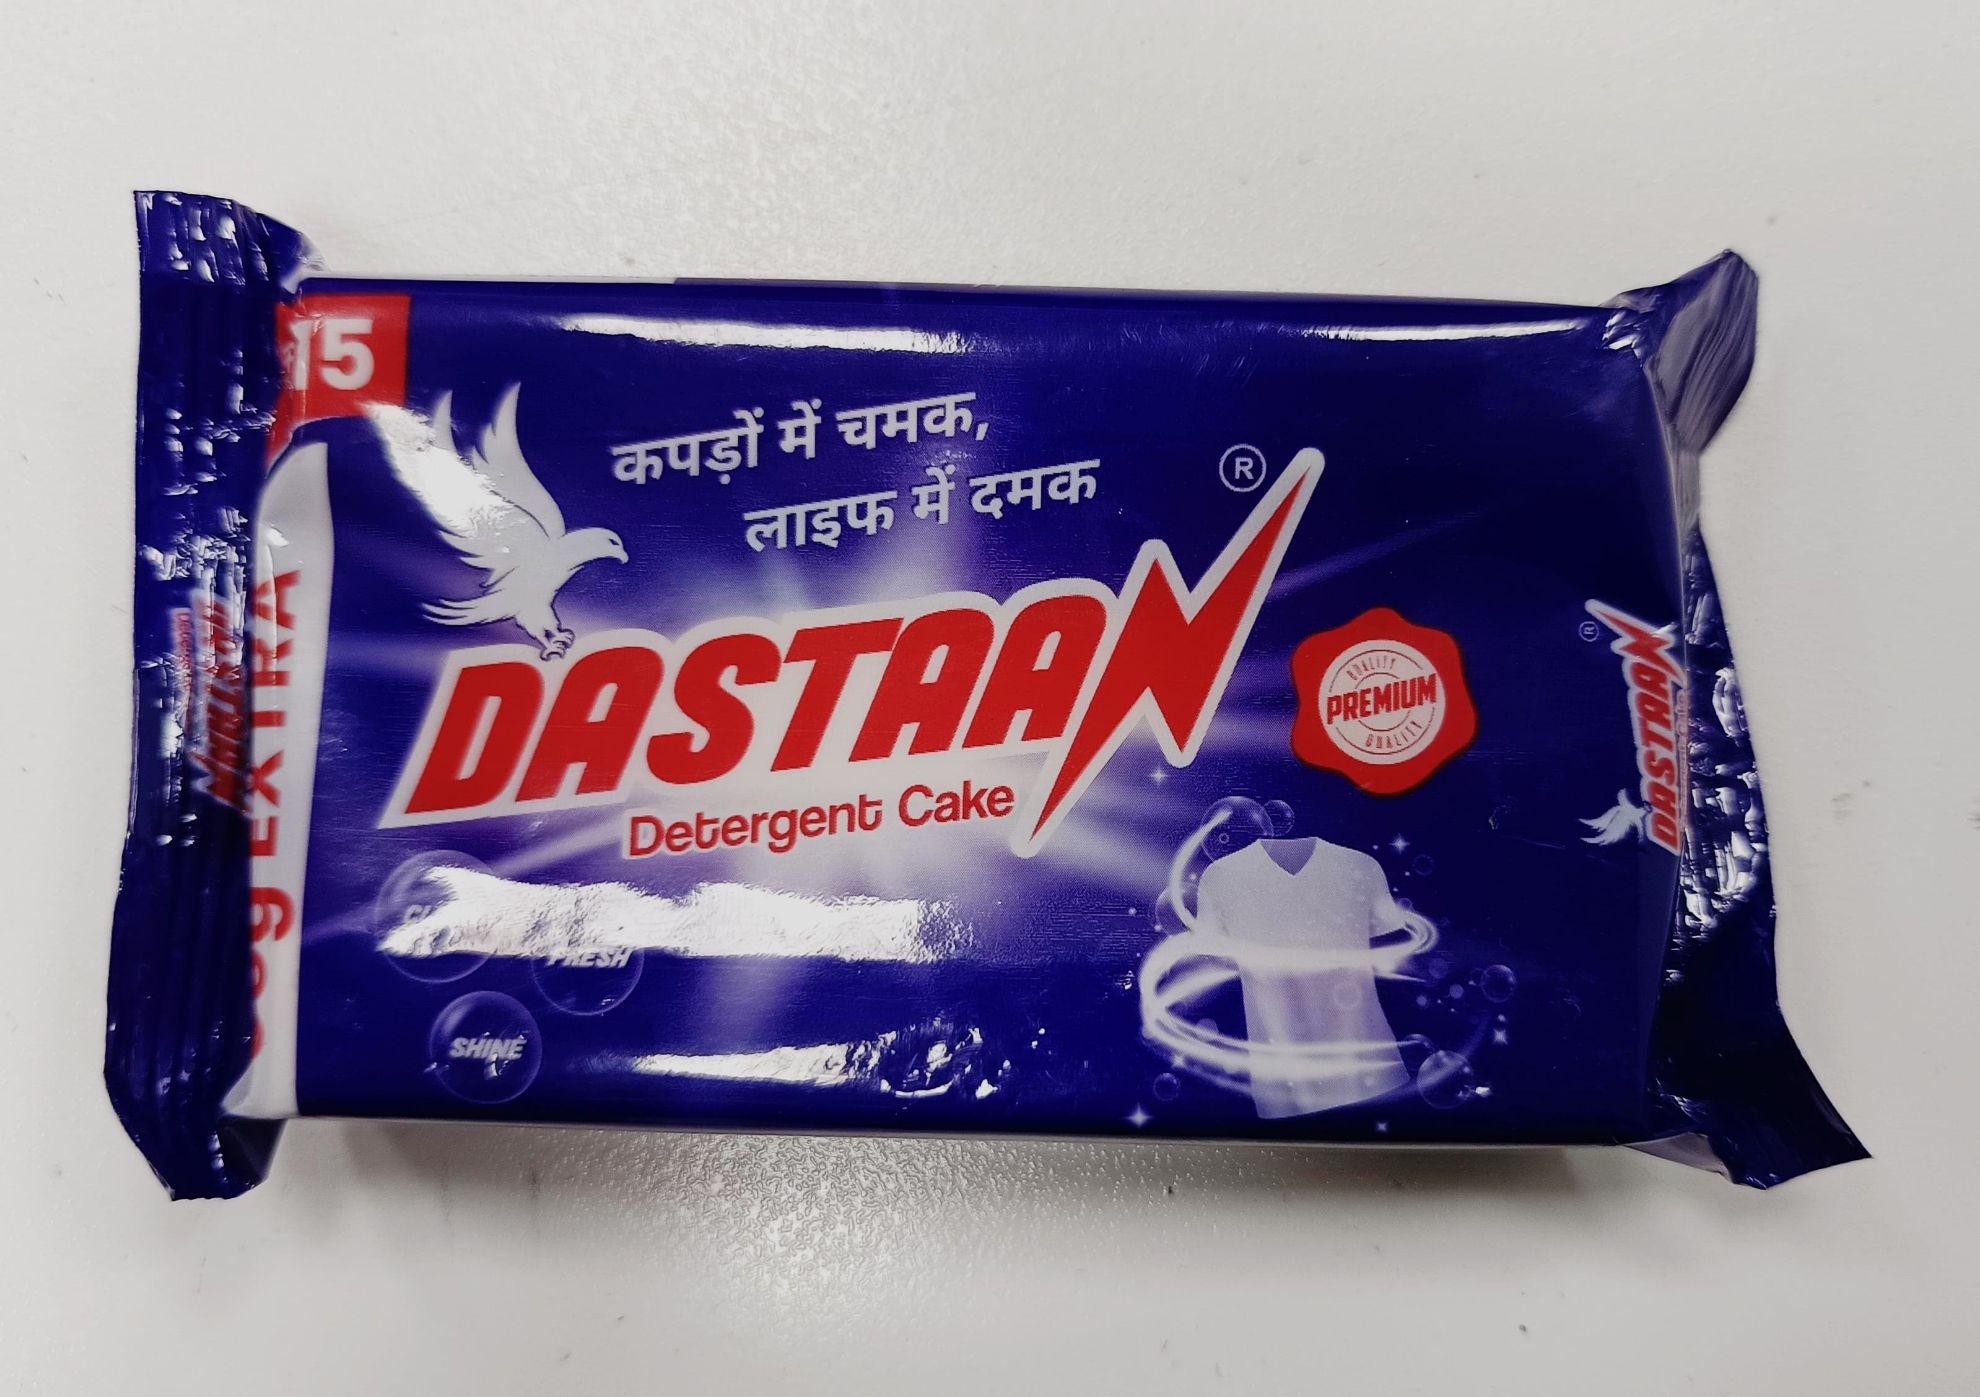 15
कपड़ों में चमक,
लाइफ में दमक
®
DASTAAN
Detergent Cake
QUALITY
PREMIUM
QUALITY
EXTRA
FRESH
SHINE
®
DASTAAN